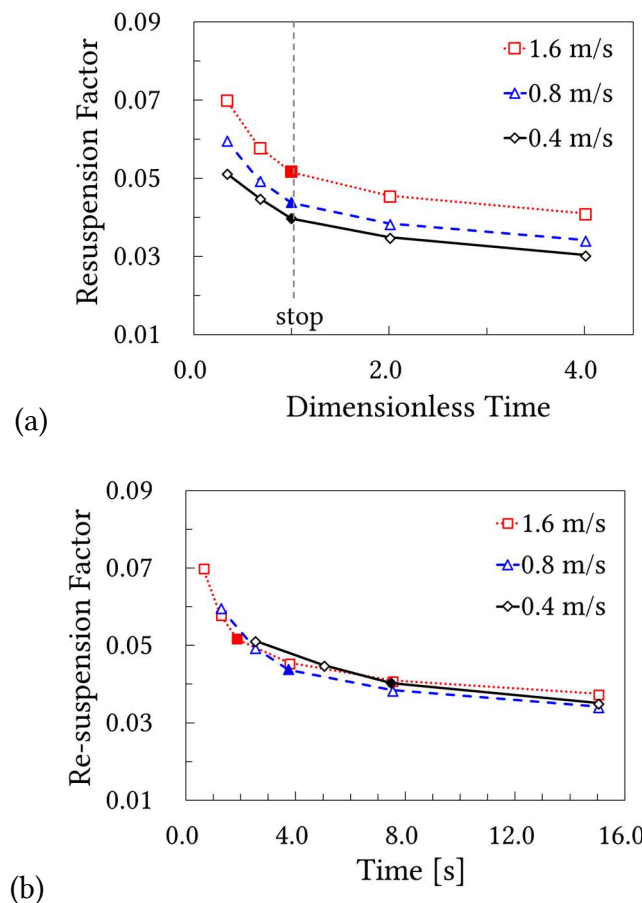 0.09
0.07
0.05
0.03
0.01
Resuspension Factor
1.6 m/s
0.8 m/s
0.4 m/s
stop
0.0 2.0 4.0
Dimensionless Time
(a)
0.09
0.07
0.05
0.03
0.01
Re-suspension Factor
1.6 m/s
0.8 m/s
0.4 m/s
0.0 4.0 8.0 12.0 16.0
Time [s]
(b)